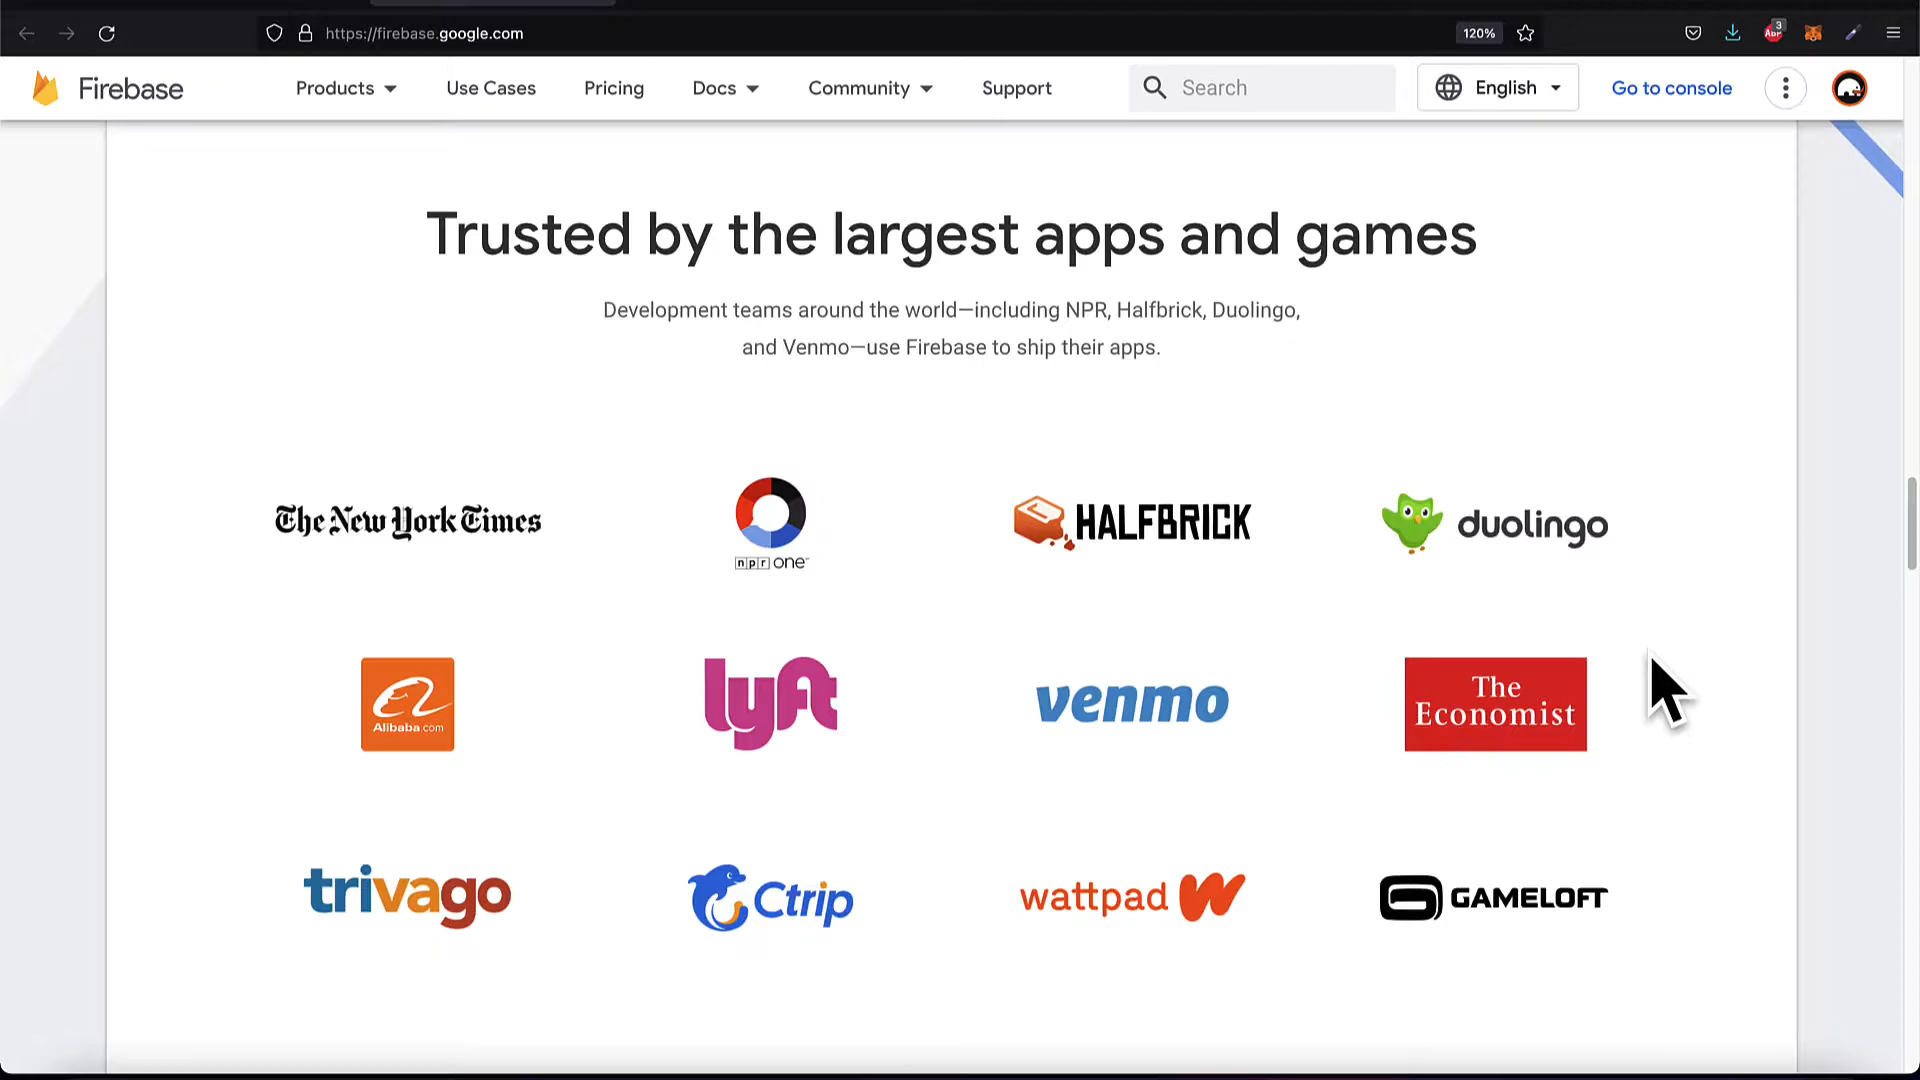 https://firebase.google.com
120%
3
ABP
Firebase
Products
Use Cases
Pricing
Docs
Community
Support
Search
English
Go to console
Trusted by the largest apps and games
Development teams around the world—including NPR, Halfbrick, Duolingo,
and Venmo—use Firebase to ship their apps.
The New York Times
npr one
HALFBRICK
duolingo
Alibaba.com
lyft
venmo
The
Economist
trivago
Ctrip
wattpad
GAMELOFT